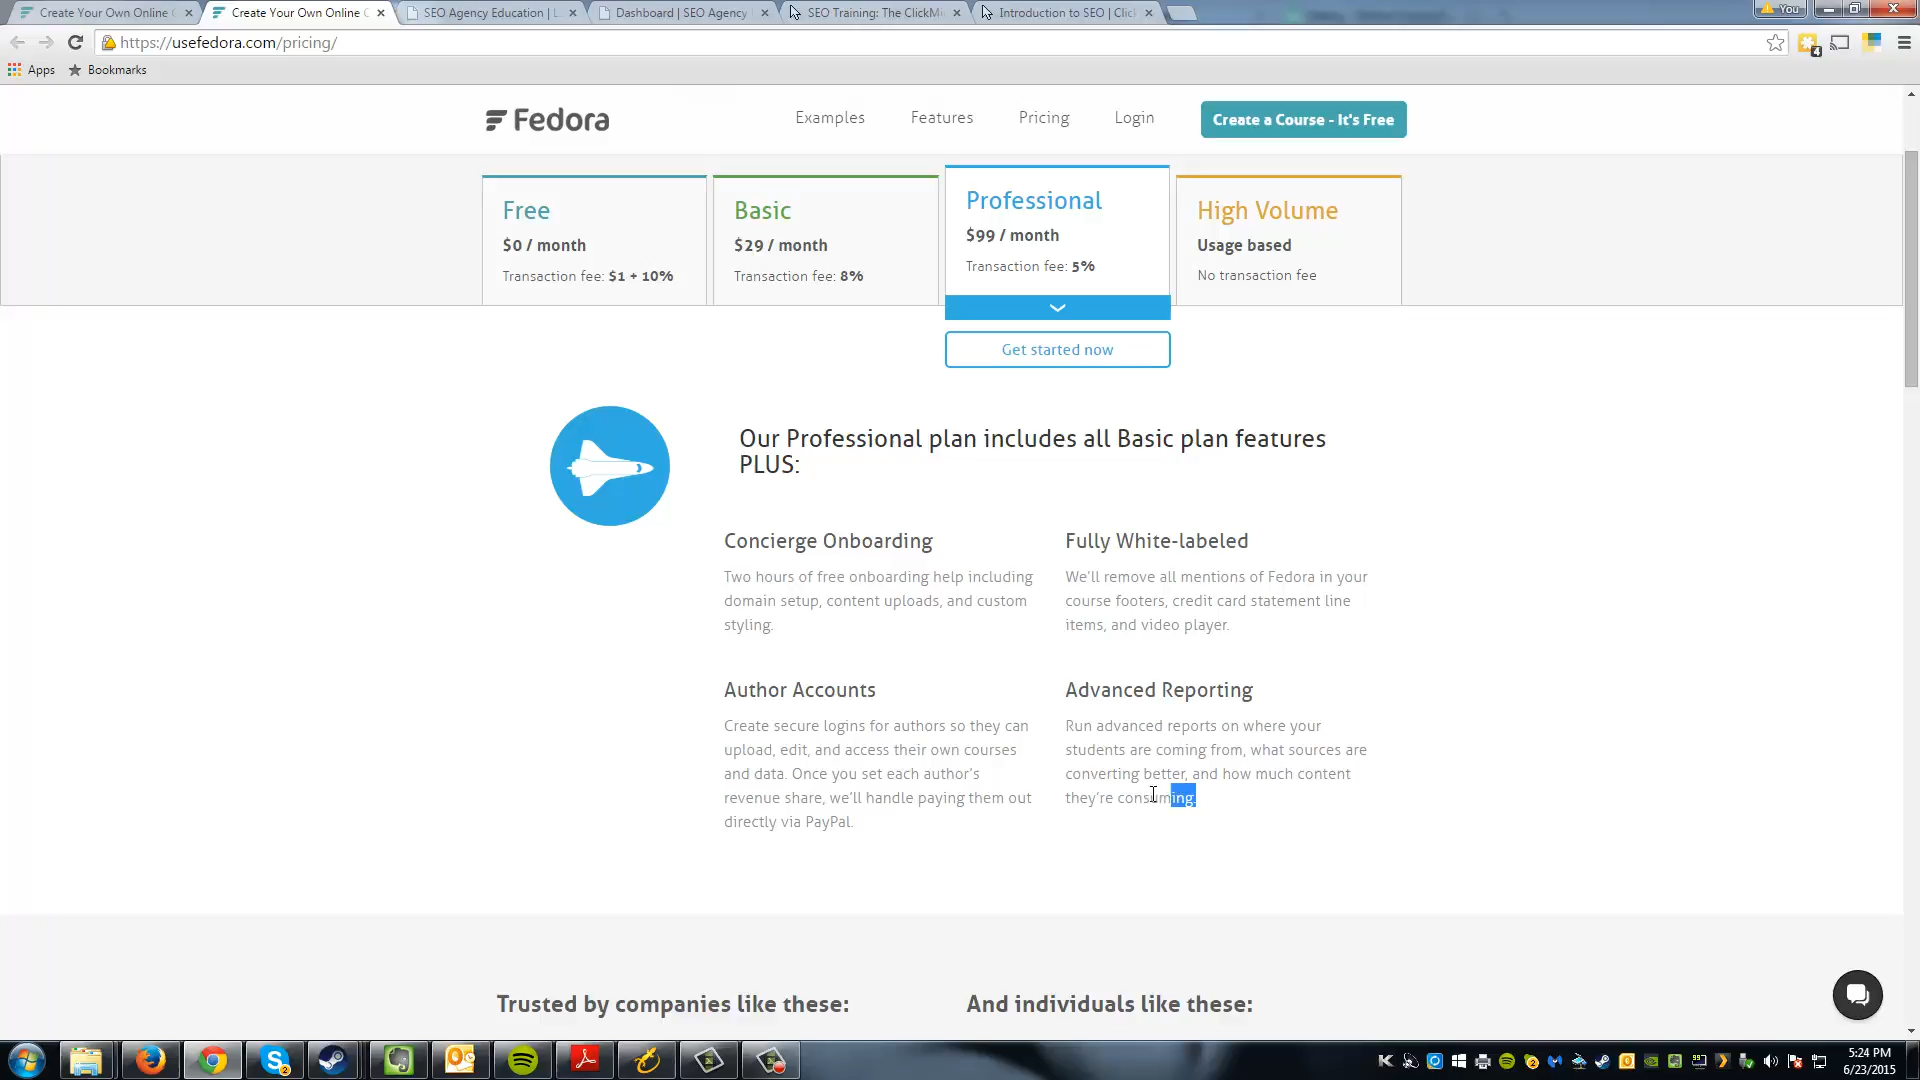 Create Your Own Online C
Create Your Own Online C
SEO Agency Education | L
Dashboard | SEO Agency
SEO Training: The ClickMi
Introduction to SEO | Clic
You
https://usefedora.com/pricing/
4
Apps
Bookmarks
Fedora
Examples
Features
Pricing
Login
Create a Course - It's Free
Free
$0 / month
Transaction fee: $1 + 10%
Basic
$29 / month
Transaction fee: 8%
Professional
$99 / month
Transaction fee: 5%
High Volume
Usage based
No transaction fee
Get started now
Our Professional plan includes all Basic plan features
PLUS:
Concierge Onboarding
Two hours of free onboarding help including
domain setup, content uploads, and custom
styling.
Fully White-labeled
We'll remove all mentions of Fedora in your
course footers, credit card statement line
items, and video player.
Author Accounts
Create secure logins for authors so they can
upload, edit, and access their own courses
and data. Once you set each author's
revenue share, we'll handle paying them out
directly via PayPal.
Advanced Reporting
Run advanced reports on where your
students are coming from, what sources are
converting better, and how much content
they're consuming.
Trusted by companies like these:
And individuals like these:
2
5:24 PM
6/23/2015